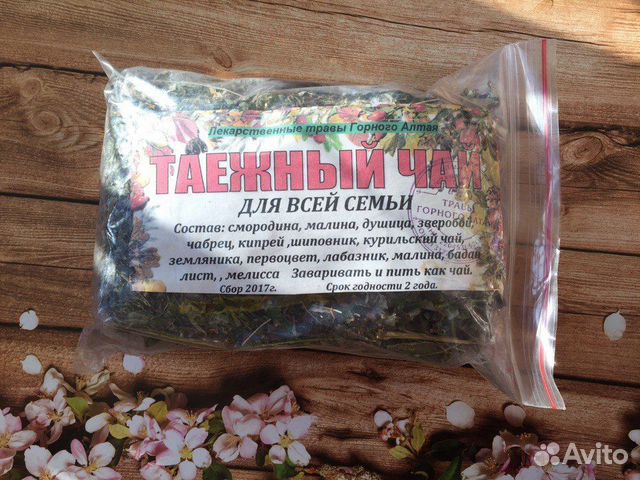 Лекарственные травы Горного Алтая
ТАЕЖНЫЙ ЧАЙ
ДЛЯ ВСЕЙ СЕМЬИ
Состав: смородина, малина, душица, зверобой,
чабрец, кипрей ,шиповник, курильский чай,
земляника, первоцвет, лабазник, малина, бадан
лист, , мелисса Заваривать и пить как чай.
Сбор 2017г. Срок годности 2 года.
ТРАВЫ
ГОРНОГО АЛТАЯ
Avito